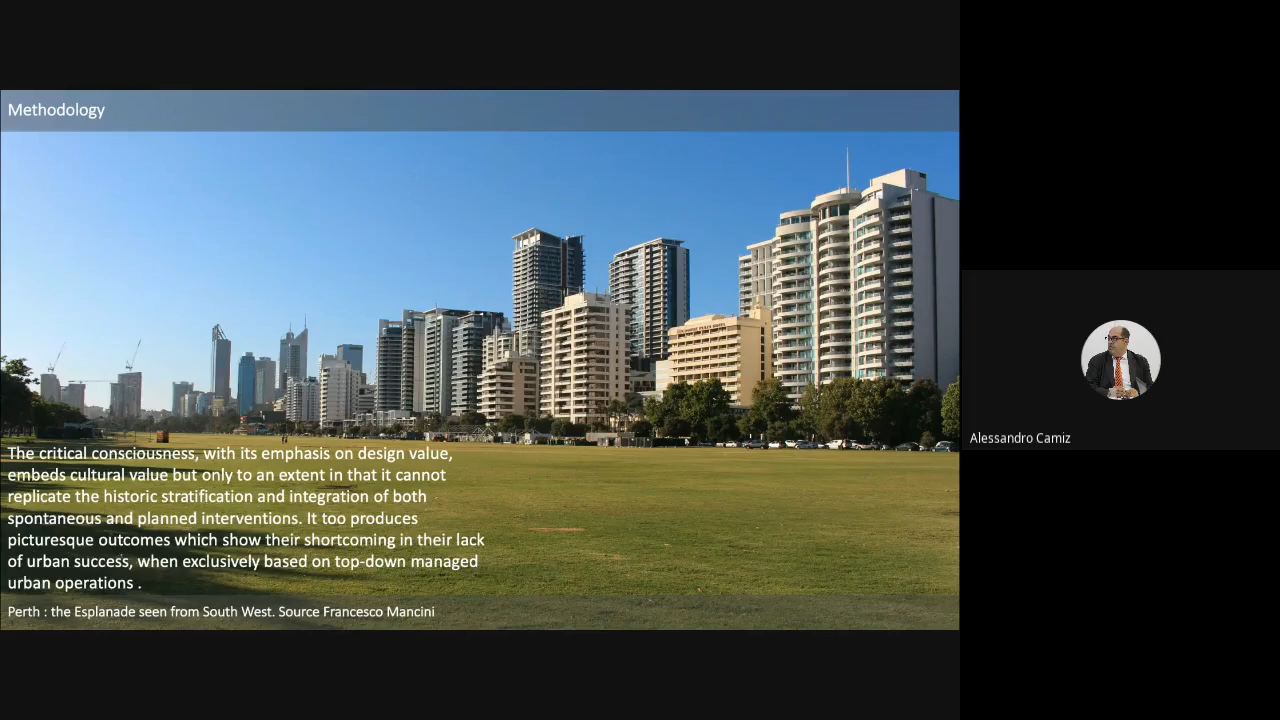 Methodology
The critical consciousness, with its emphasis on design value,
embeds cultural value but only to an extent in that it cannot
replicate the historic stratification and integration of both
spontaneous and planned interventions. It too produces
picturesque outcomes which show their shortcoming in their lack
of urban success, when exclusively based on top-down managed
urban operations .
Perth : the Esplanade seen from South West. Source Francesco Mancini
Alessandro Camiz